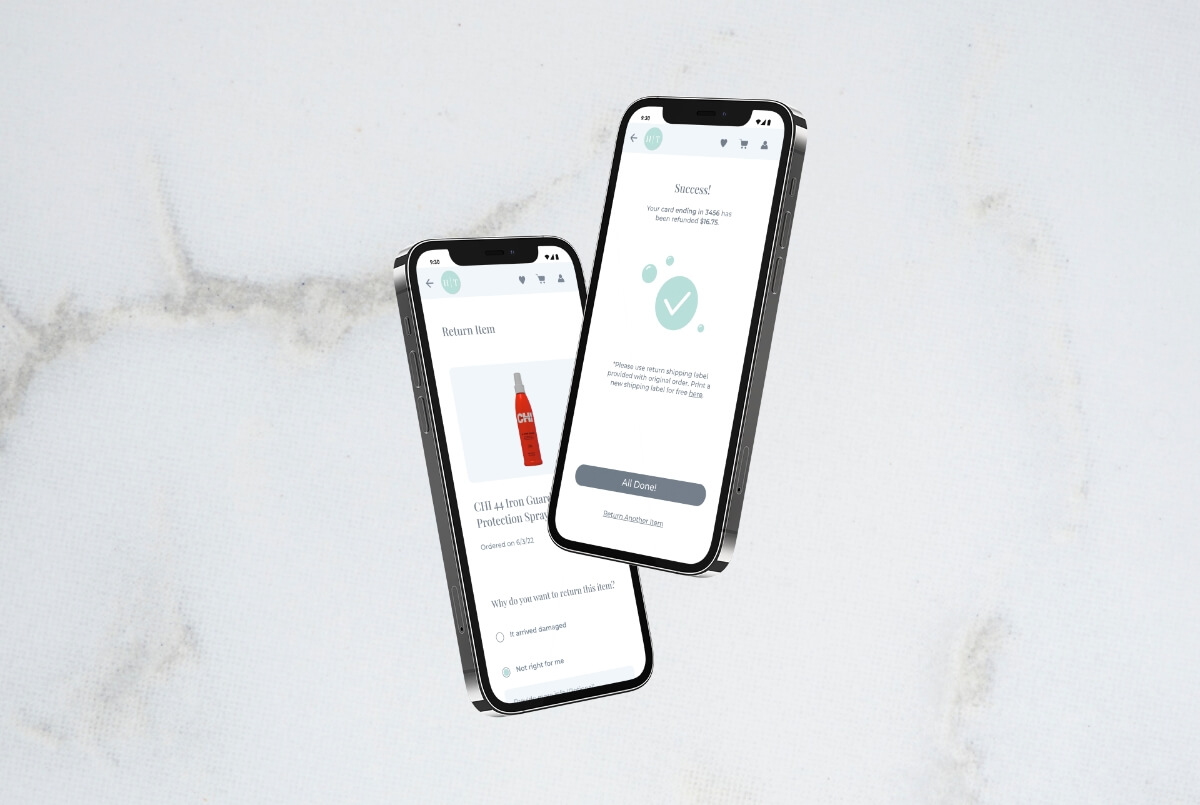 9:30
Return Item
CHI
CHI 44 Iron Guard
Protection Spray
Ordered on 6/3/22
Why do you want to return this item?
It arrived damaged
Not right for me
9:30
Success!
Your card ending in 3456 has
been refunded $16.75.
*Please use return shipping label
provided with original order. Print a
new shipping label for free here.
All Done!
Return Another Item